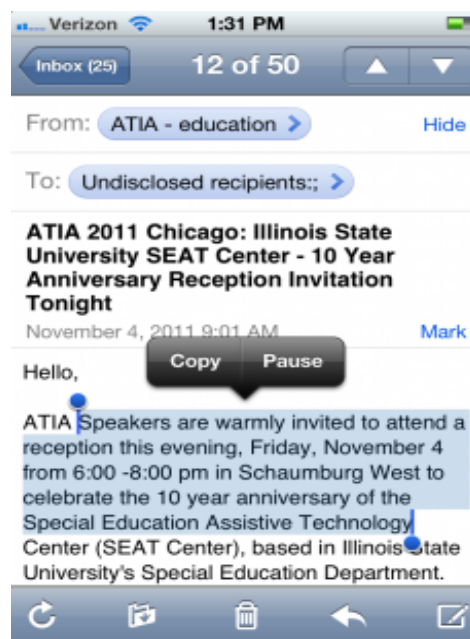 Verizon 1:31 PM
Inbox (25) 12 of 50
From: ATIA - education Hide
To: Undisclosed recipients:;
ATIA 2011 Chicago: Illinois State
University SEAT Center - 10 Year
Anniversary Reception Invitation
Tonight
November 4, 2011 9:01 AM Mark
Copy Pause
Hello,
ATIA Speakers are warmly invited to attend a
reception this evening, Friday, November 4
from 6:00 -8:00 pm in Schaumburg West to
celebrate the 10 year anniversary of the
Special Education Assistive Technology
Center (SEAT Center), based in Illinois State
University's Special Education Department.